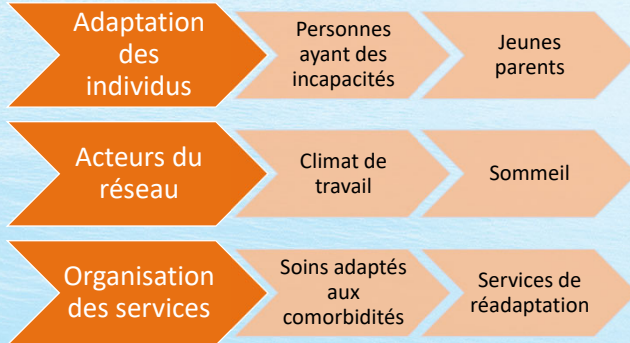 Adaptation
des
individus
Personnes
ayant des
incapacités
Jeunes
parents
Acteurs du
réseau
Climat de
travail
Sommeil
Organisation
des services
Soins adaptés
aux
comorbidités
Services de
réadaptation